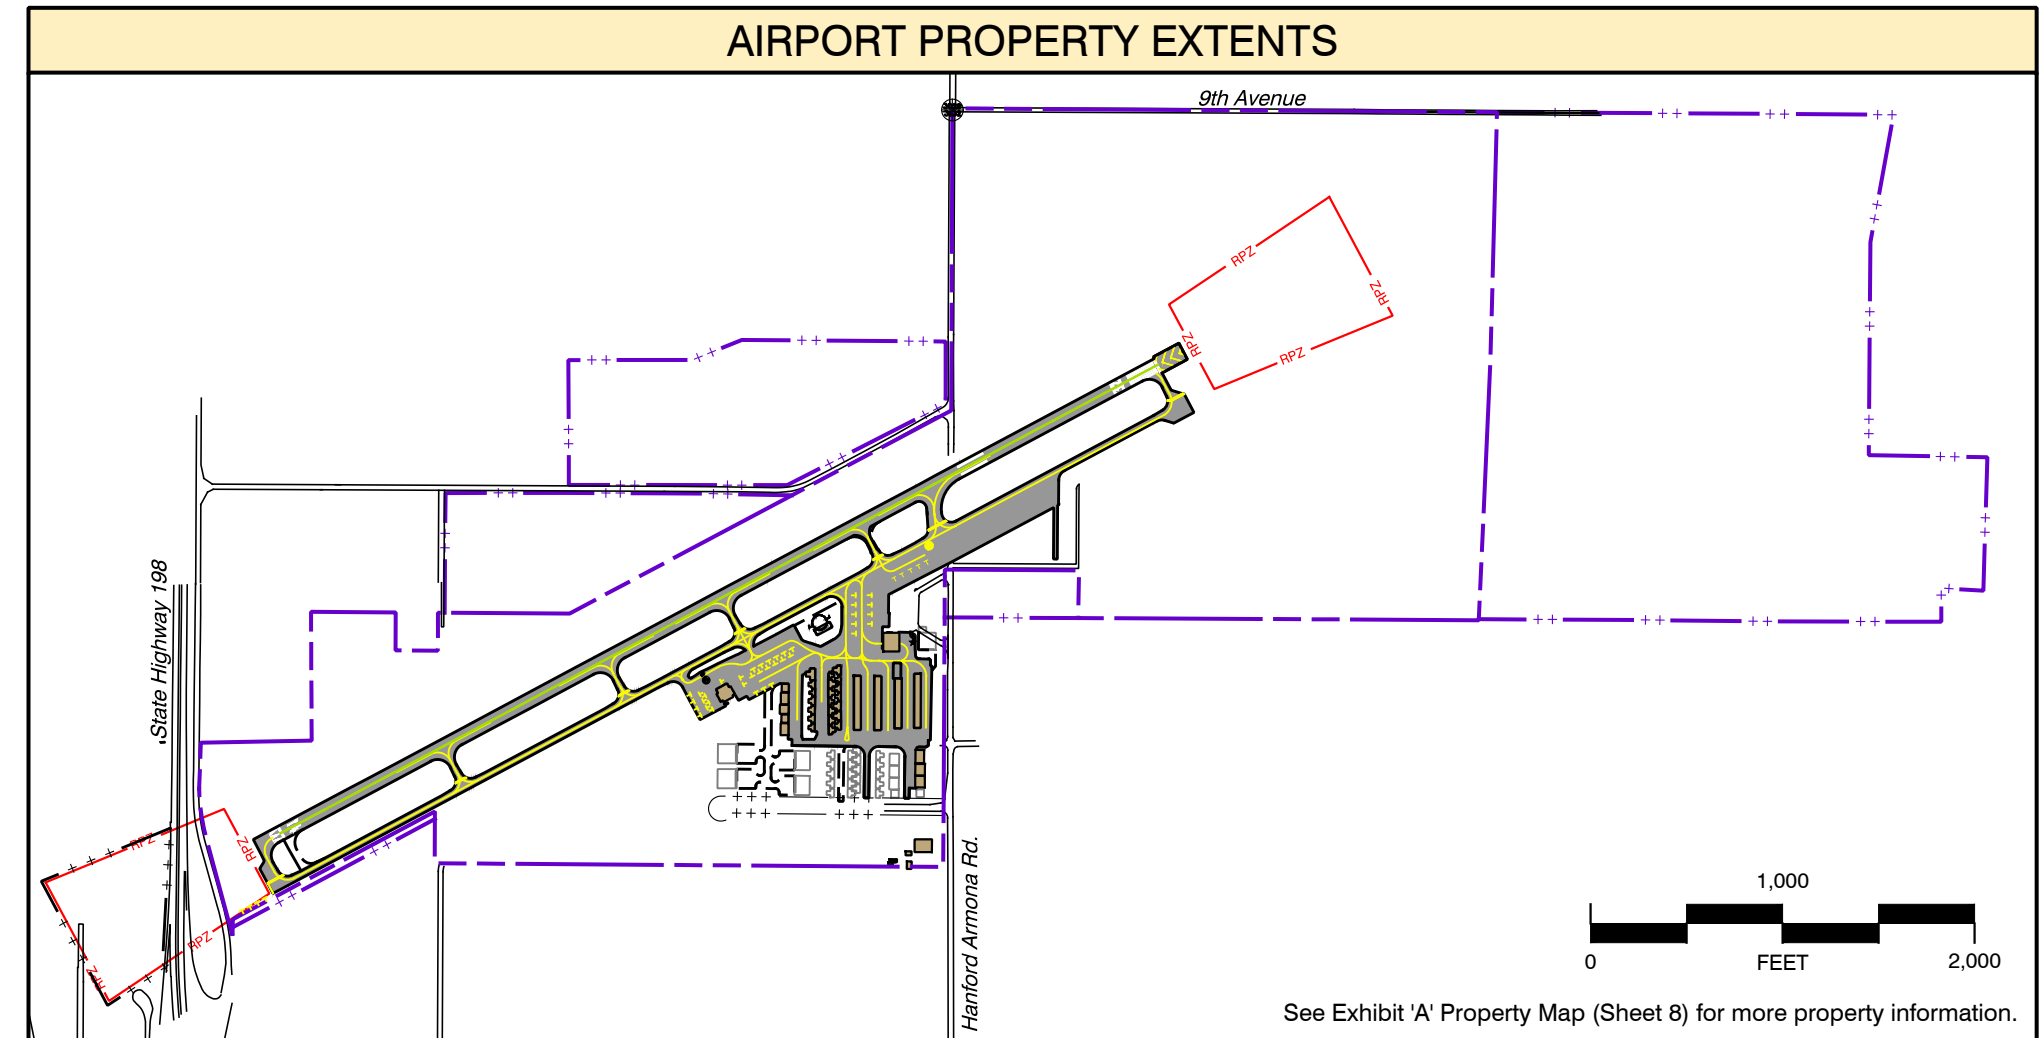 AIRPORT PROPERTY EXTENTS
9th Avenue
RPZ
RPZ
RPZ
RPZ
State Highway 198
RPZ
RPZ
RPZ
RPZ
Hanford Armona Rd.
1,000
0
FEET
2,000
See Exhibit 'A' Property Map (Sheet 8) for more property information.